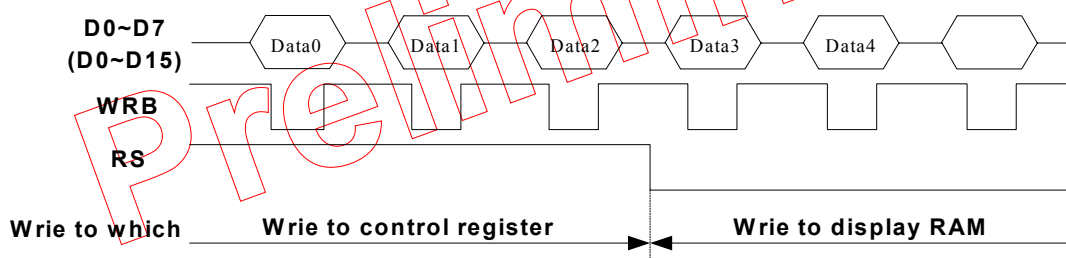 D0~D7
(D0~D15)
Data0 Data1 Data2 Data3 Data4
WRB
RS
Wrie to which Wrie to control register Wrie to display RAM